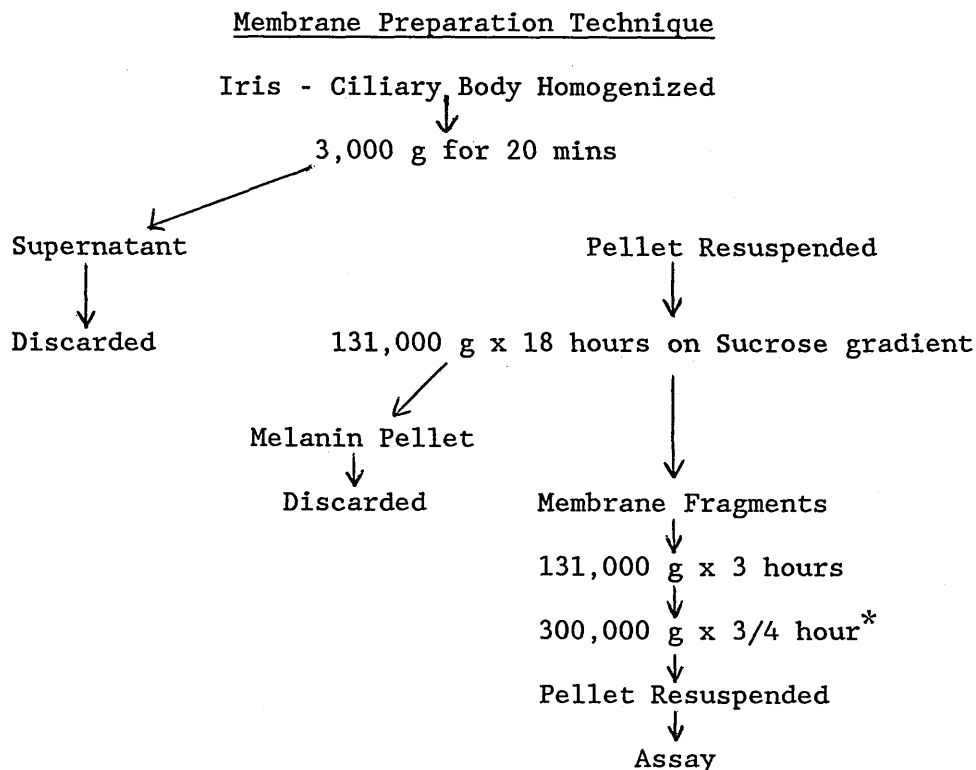 Membrane Preparation Technique
Iris - Ciliary Body Homogenized
3,000 g for 20 mins
Supernatant
Pellet Resuspended
Discarded
131,000 g x 18 hours on Sucrose gradient
Melanin Pellet
Discarded
Membrane Fragments
131,000 g x 3 hours
300,000 g x 3/4 hour*
Pellet Resuspended
Assay